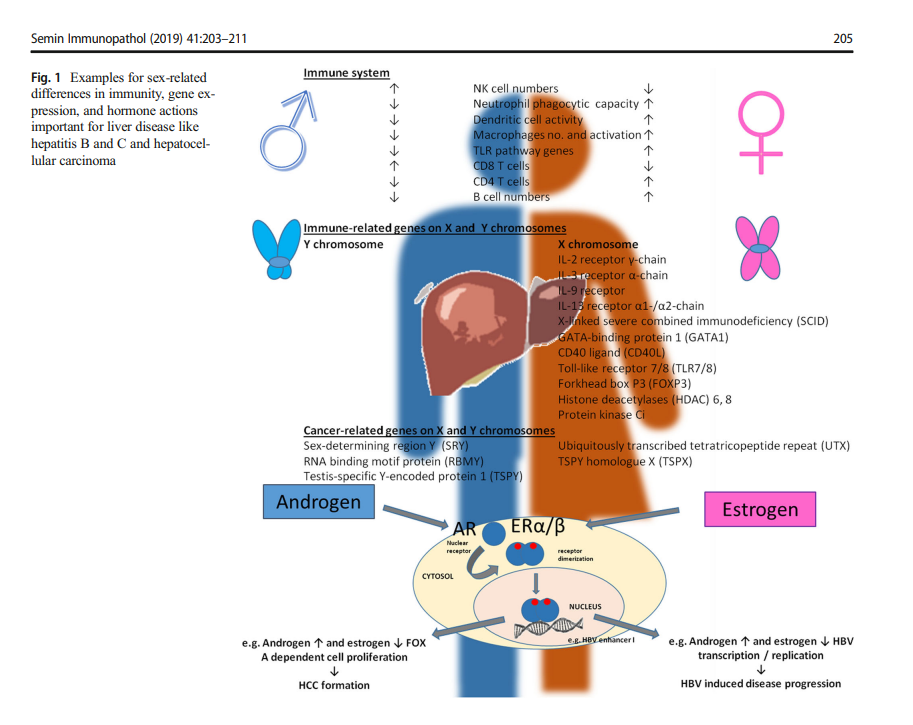 Semin Immunopathol (2019) 41:203–211 205
Fig. 1 Examples for sex-related
differences in immunity, gene ex-
pression, and hormone actions
important for liver disease like
hepatitis B and C and hepatocel-
lular carcinoma
Immune system
↑ NK cell numbers ↓
↓ Neutrophil phagocytic capacity ↑
↓ Dendritic cell activity ↑
↓ Macrophages no. and activation ↑
↓ TLR pathway genes ↑
↑ CD8 T cells ↓
↓ CD4 T cells ↑
↓ B cell numbers ↑
Immune-related genes on X and Y chromosomes
Y chromosome
X chromosome
IL-2 receptor γ-chain
IL-3 receptor α-chain
IL-9 receptor
IL-13 receptor α1-/α2-chain
X-linked severe combined immunodeficiency (SCID)
GATA-binding protein 1 (GATA1)
CD40 ligand (CD40L)
Toll-like receptor 7/8 (TLR7/8)
Forkhead box P3 (FOXP3)
Histone deacetylases (HDAC) 6, 8
Protein kinase Ci
Cancer-related genes on X and Y chromosomes
Sex-determining region Y (SRY)
RNA binding motif protein (RBMY)
Testis-specific Y-encoded protein 1 (TSPY)
Ubiquitously transcribed tetratricopeptide repeat (UTX)
TSPY homologue X (TSPX)
Androgen
Estrogen
AR
ERα/β
Nuclear
receptor
receptor
dimerization
CYTOSOL
NUCLEUS
e.g. HBV enhancer I
e.g. Androgen ↑ and estrogen ↓ FOX
A dependent cell proliferation
↓
HCC formation
e.g. Androgen ↑ and estrogen ↓ HBV
transcription / replication
↓
HBV induced disease progression